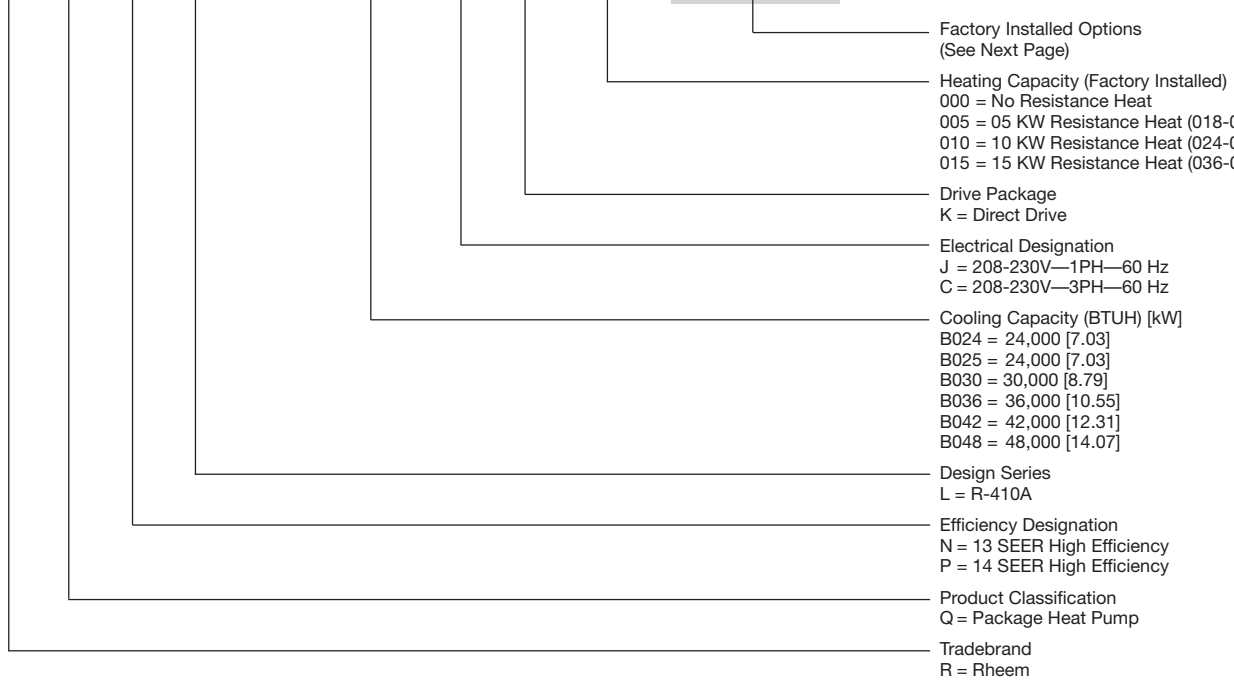 Factory Installed Options
(See Next Page)
Heating Capacity (Factory Installed)
000 = No Resistance Heat
005 = 05 KW Resistance Heat (018-0
010 = 10 KW Resistance Heat (024-0
015 = 15 KW Resistance Heat (036-0
Drive Package
K = Direct Drive
Electrical Designation
J = 208-230V—1PH—60 Hz
C = 208-230V—3PH—60 Hz
Cooling Capacity (BTUH) [kW]
B024 = 24,000 [7.03]
B025 = 24,000 [7.03]
B030 = 30,000 [8.79]
B036 = 36,000 [10.55]
B042 = 42,000 [12.31]
B048 = 48,000 [14.07]
Design Series
L = R-410A
Efficiency Designation
N = 13 SEER High Efficiency
P = 14 SEER High Efficiency
Product Classification
Q = Package Heat Pump
Tradebrand
R = Rheem